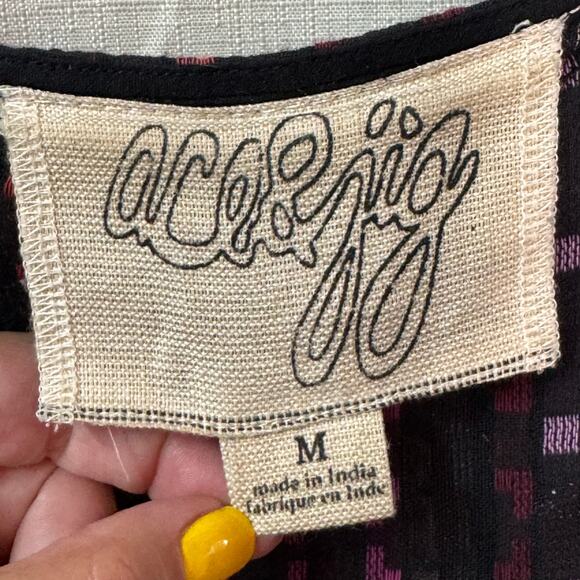 ace & jig
M
made in India
fabriqué en Inde